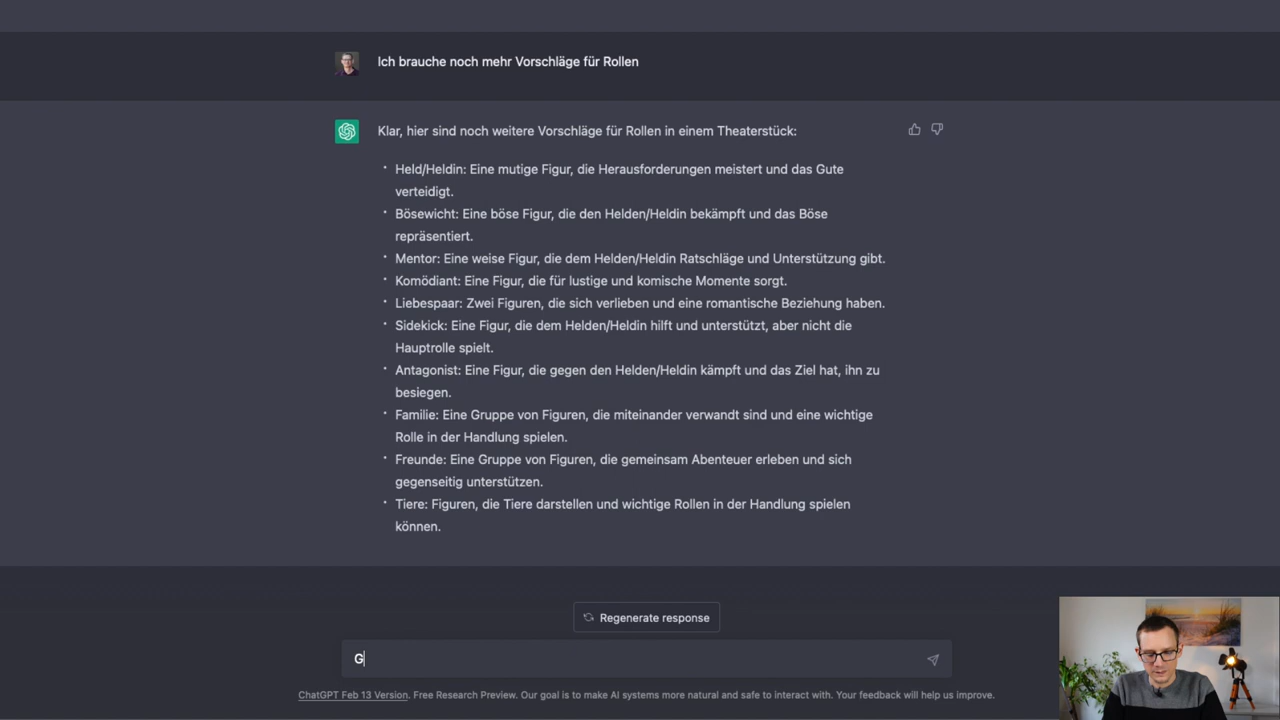 Ich brauche noch mehr Vorschläge für Rollen
Klar, hier sind noch weitere Vorschläge für Rollen in einem Theaterstück:
• Held/Heldin: Eine mutige Figur, die Herausforderungen meistert und das Gute
verteidigt.
• Bösewicht: Eine böse Figur, die den Helden/Heldin bekämpft und das Böse
repräsentiert.
• Mentor: Eine weise Figur, die dem Helden/Heldin Ratschläge und Unterstützung gibt.
• Komödiant: Eine Figur, die für lustige und komische Momente sorgt.
• Liebespaar: Zwei Figuren, die sich verlieben und eine romantische Beziehung haben.
• Sidekick: Eine Figur, die dem Helden/Heldin hilft und unterstützt, aber nicht die
Hauptrolle spielt.
• Antagonist: Eine Figur, die gegen den Helden/Heldin kämpft und das Ziel hat, ihn zu
besiegen.
• Familie: Eine Gruppe von Figuren, die miteinander verwandt sind und eine wichtige
Rolle in der Handlung spielen.
• Freunde: Eine Gruppe von Figuren, die gemeinsam Abenteuer erleben und sich
gegenseitig unterstützen.
• Tiere: Figuren, die Tiere darstellen und wichtige Rollen in der Handlung spielen
können.
Regenerate response
G
ChatGPT Feb 13 Version. Free Research Preview. Our goal is to make AI systems more natural and safe to interact with. Your feedback will help us improve.